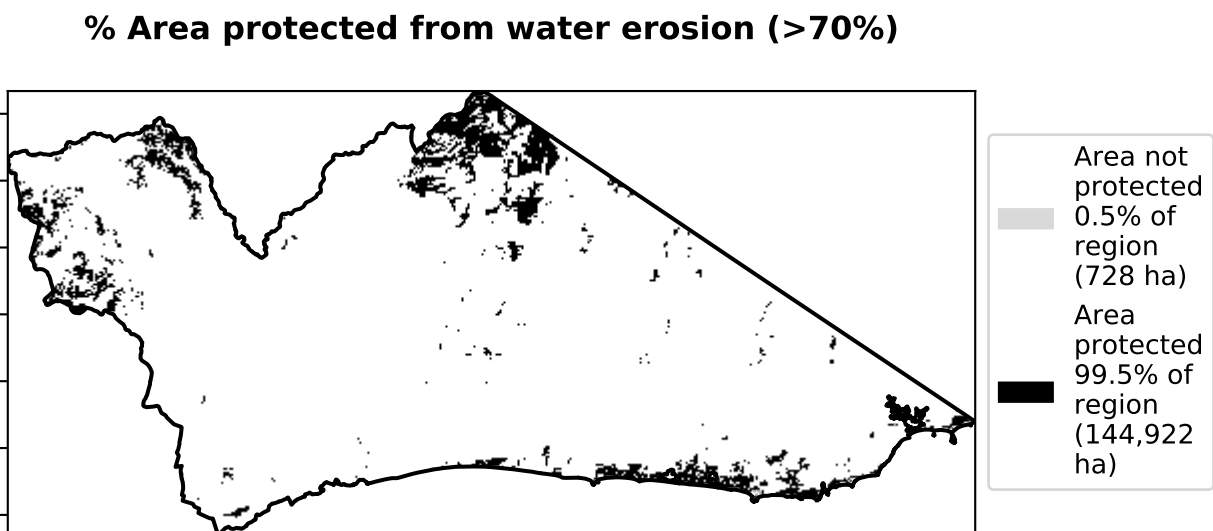 % Area protected from water erosion (>70%)
Area not
protected
0.5% of
region
(728 ha)
Area
protected
99.5% of
region
(144,922
ha)